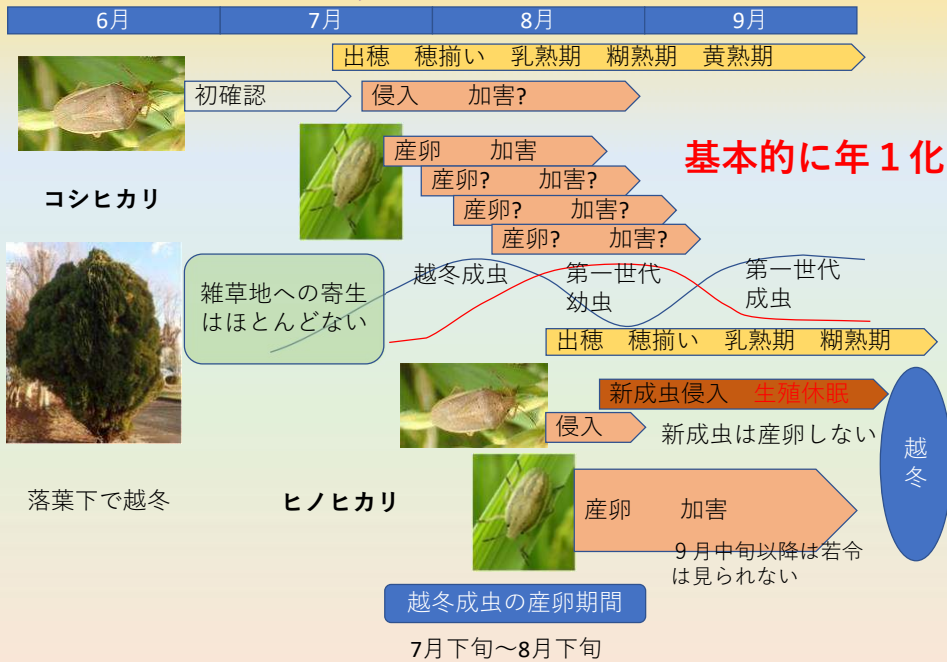 6月 7月 8月 9月
出穂 穂揃い 乳熟期 糊熟期 黄熟期
初確認
侵入 加害?
産卵 加害
産卵? 加害?
産卵? 加害?
産卵? 加害?
基本的に年１化
コシヒカリ
雑草地への寄生
はほとんどない
越冬成虫
第一世代
幼虫
第一世代
成虫
出穂 穂揃い 乳熟期 糊熟期
新成虫侵入 生殖休眠
侵入
新成虫は産卵しない
越冬
落葉下で越冬
ヒノヒカリ
産卵 加害
９月中旬以降は若令
は見られない
越冬成虫の産卵期間
7月下旬～8月下旬